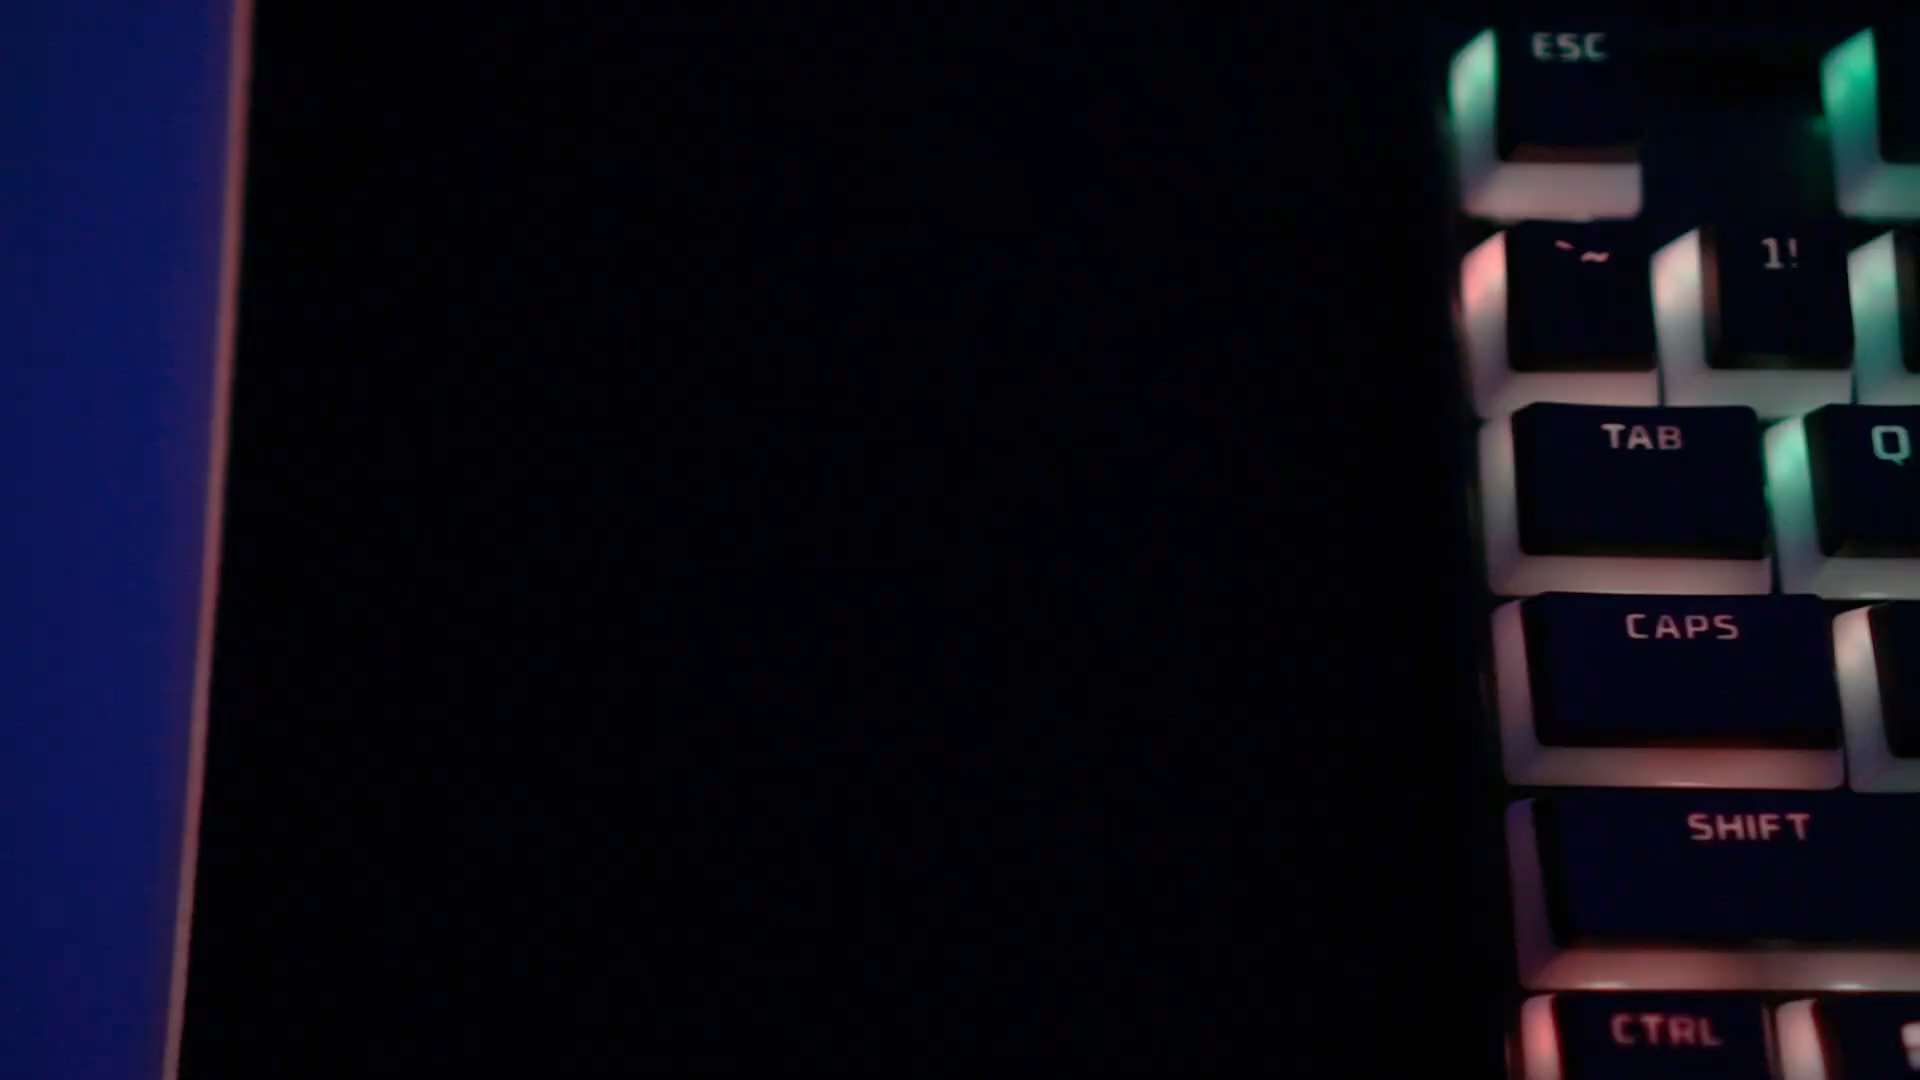 ESC
`~ 1!
TAB Q
CAPS
SHIFT
CTRL